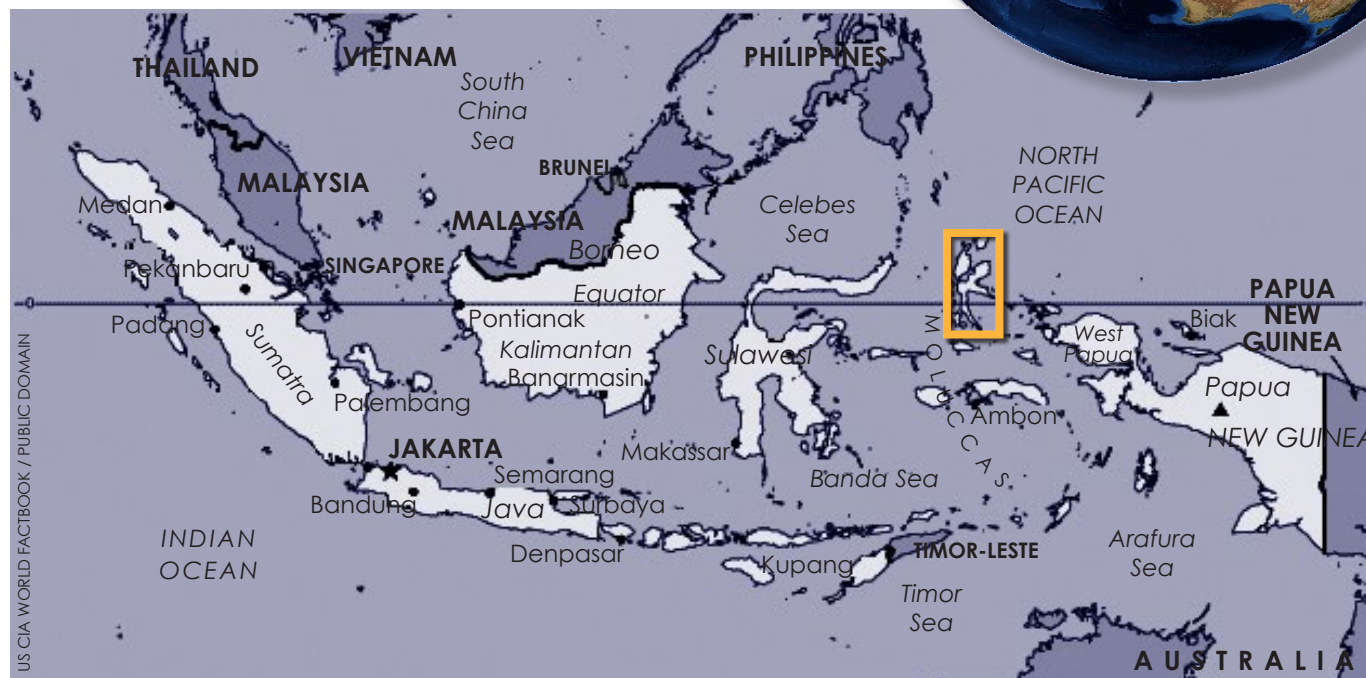 THAILAND
VIETNAM
PHILIPPINES
South
China
Sea
BRUNEI
MALAYSIA
MALAYSIA
NORTH
PACIFIC
OCEAN
Medan
Celebes
Sea
Borneo
Pekanbaru
SINGAPORE
Equator
0
PAPUA
NEW
GUINEA
Padang
Pontianak
Biak
Sumatra
Kalimantan
Sulawesi
MOLUCCAS
West
Papua
Banarmasin
Palembang
Papua
Ambon
NEW GUINEA
JAKARTA
Makassar
Semarang
Banda Sea
Bandung
Java
Surbaya
INDIAN
OCEAN
Denpasar
Kupang
TIMOR-LESTE
Arafura
Sea
Timor
Sea
AUSTRALIA
US CIA WORLD FACTBOOK / PUBLIC DOMAIN